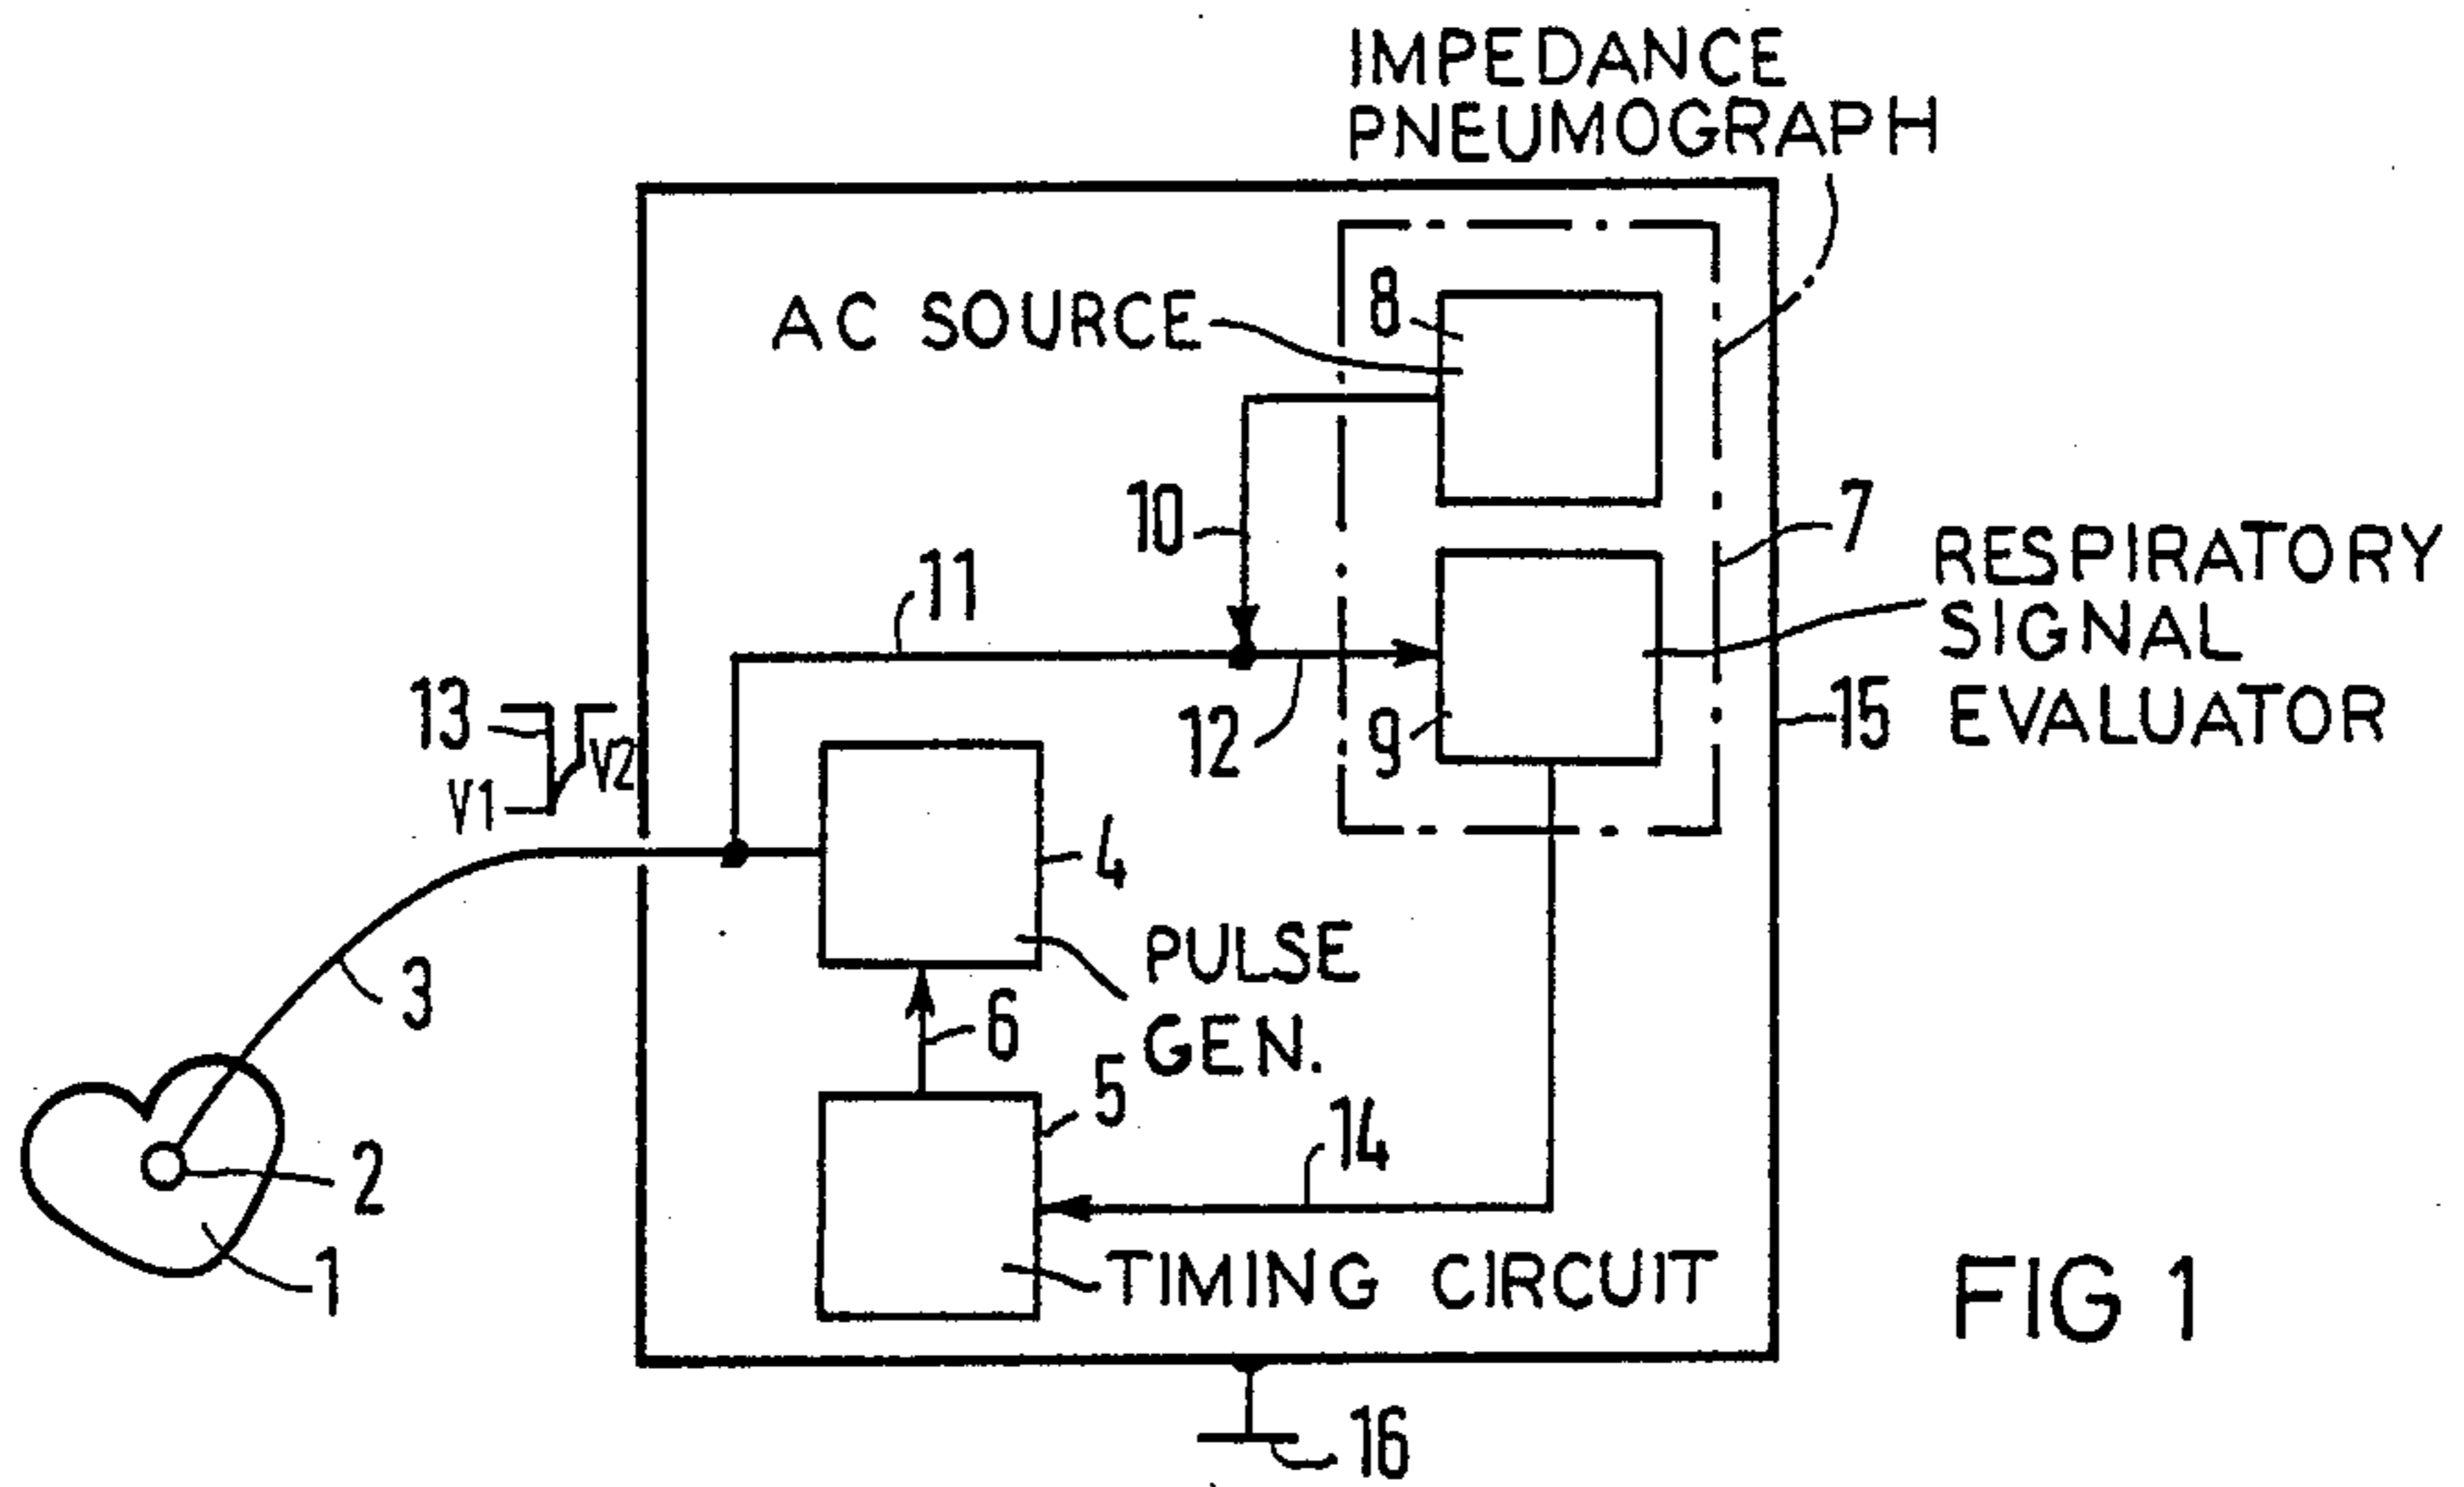 IMPEDANCE
PNEUMOGRAPH
AC SOURCE
8
10
7
11
RESPIRATORY
SIGNAL
EVALUATOR
13
12
9
15
V1
V2
4
3
PULSE
GEN.
6
5
2
14
1
TIMING CIRCUIT
FIG 1
16